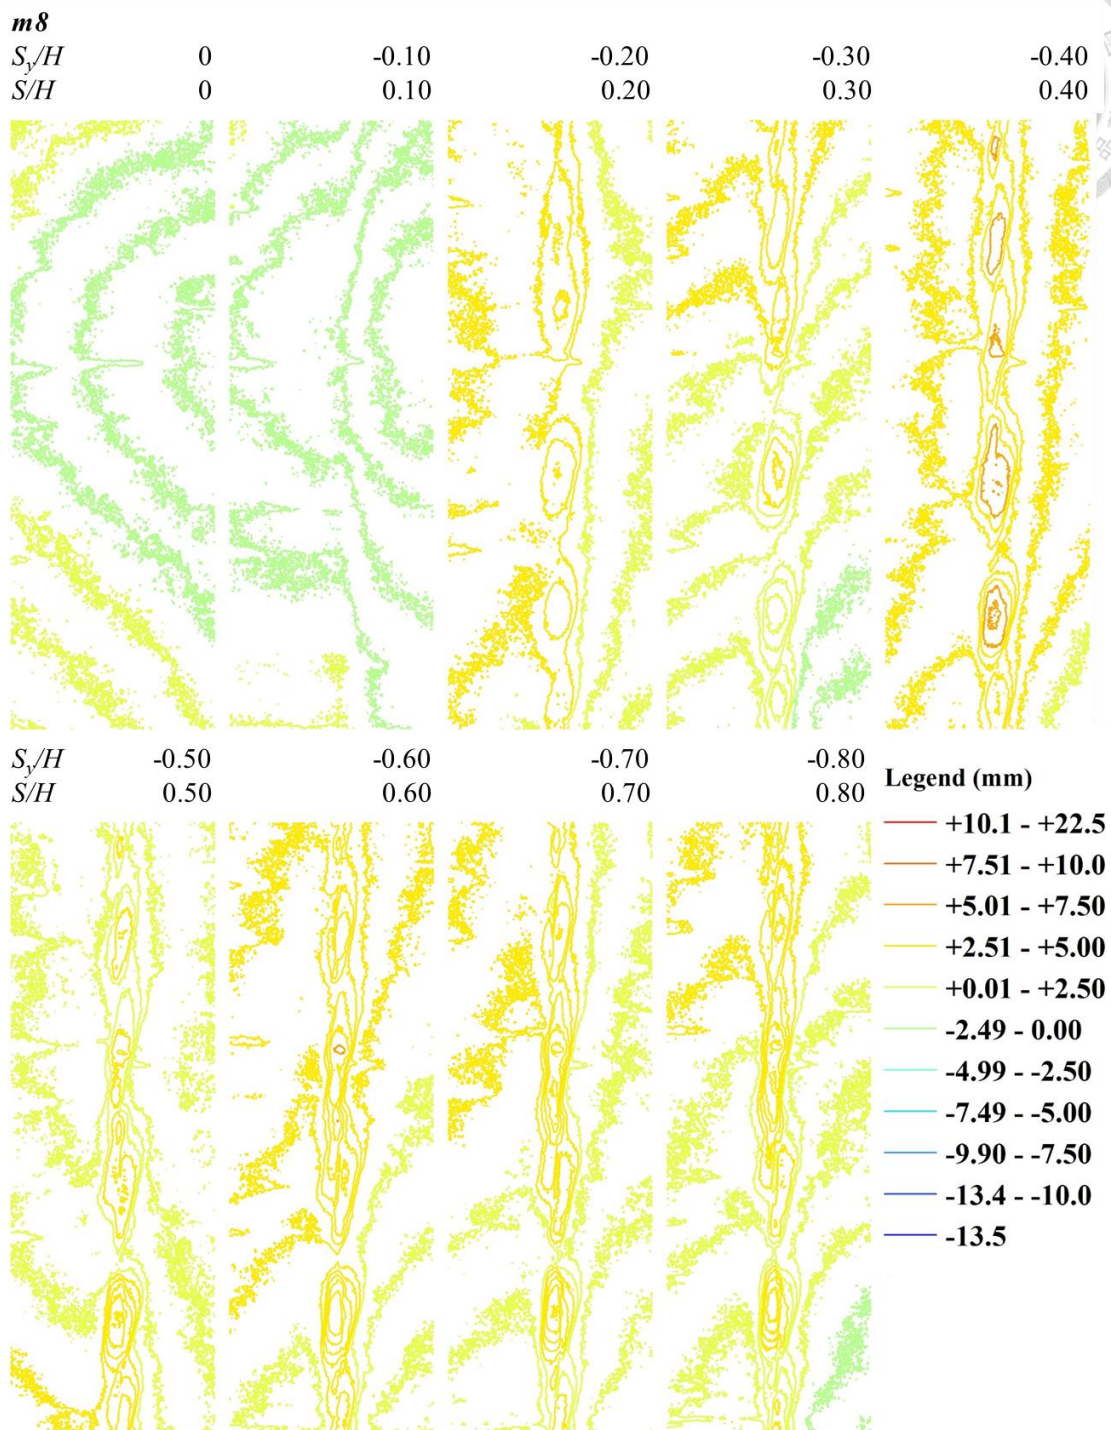 m8
Sy/H 0 -0.10 -0.20 -0.30 -0.40
S/H 0 0.10 0.20 0.30 0.40
Sy/H -0.50 -0.60 -0.70 -0.80
S/H 0.50 0.60 0.70 0.80
Legend (mm)
+10.1 - +22.5
+7.51 - +10.0
+5.01 - +7.50
+2.51 - +5.00
+0.01 - +2.50
-2.49 - 0.00
-4.99 - -2.50
-7.49 - -5.00
-9.90 - -7.50
-13.4 - -10.0
-13.5